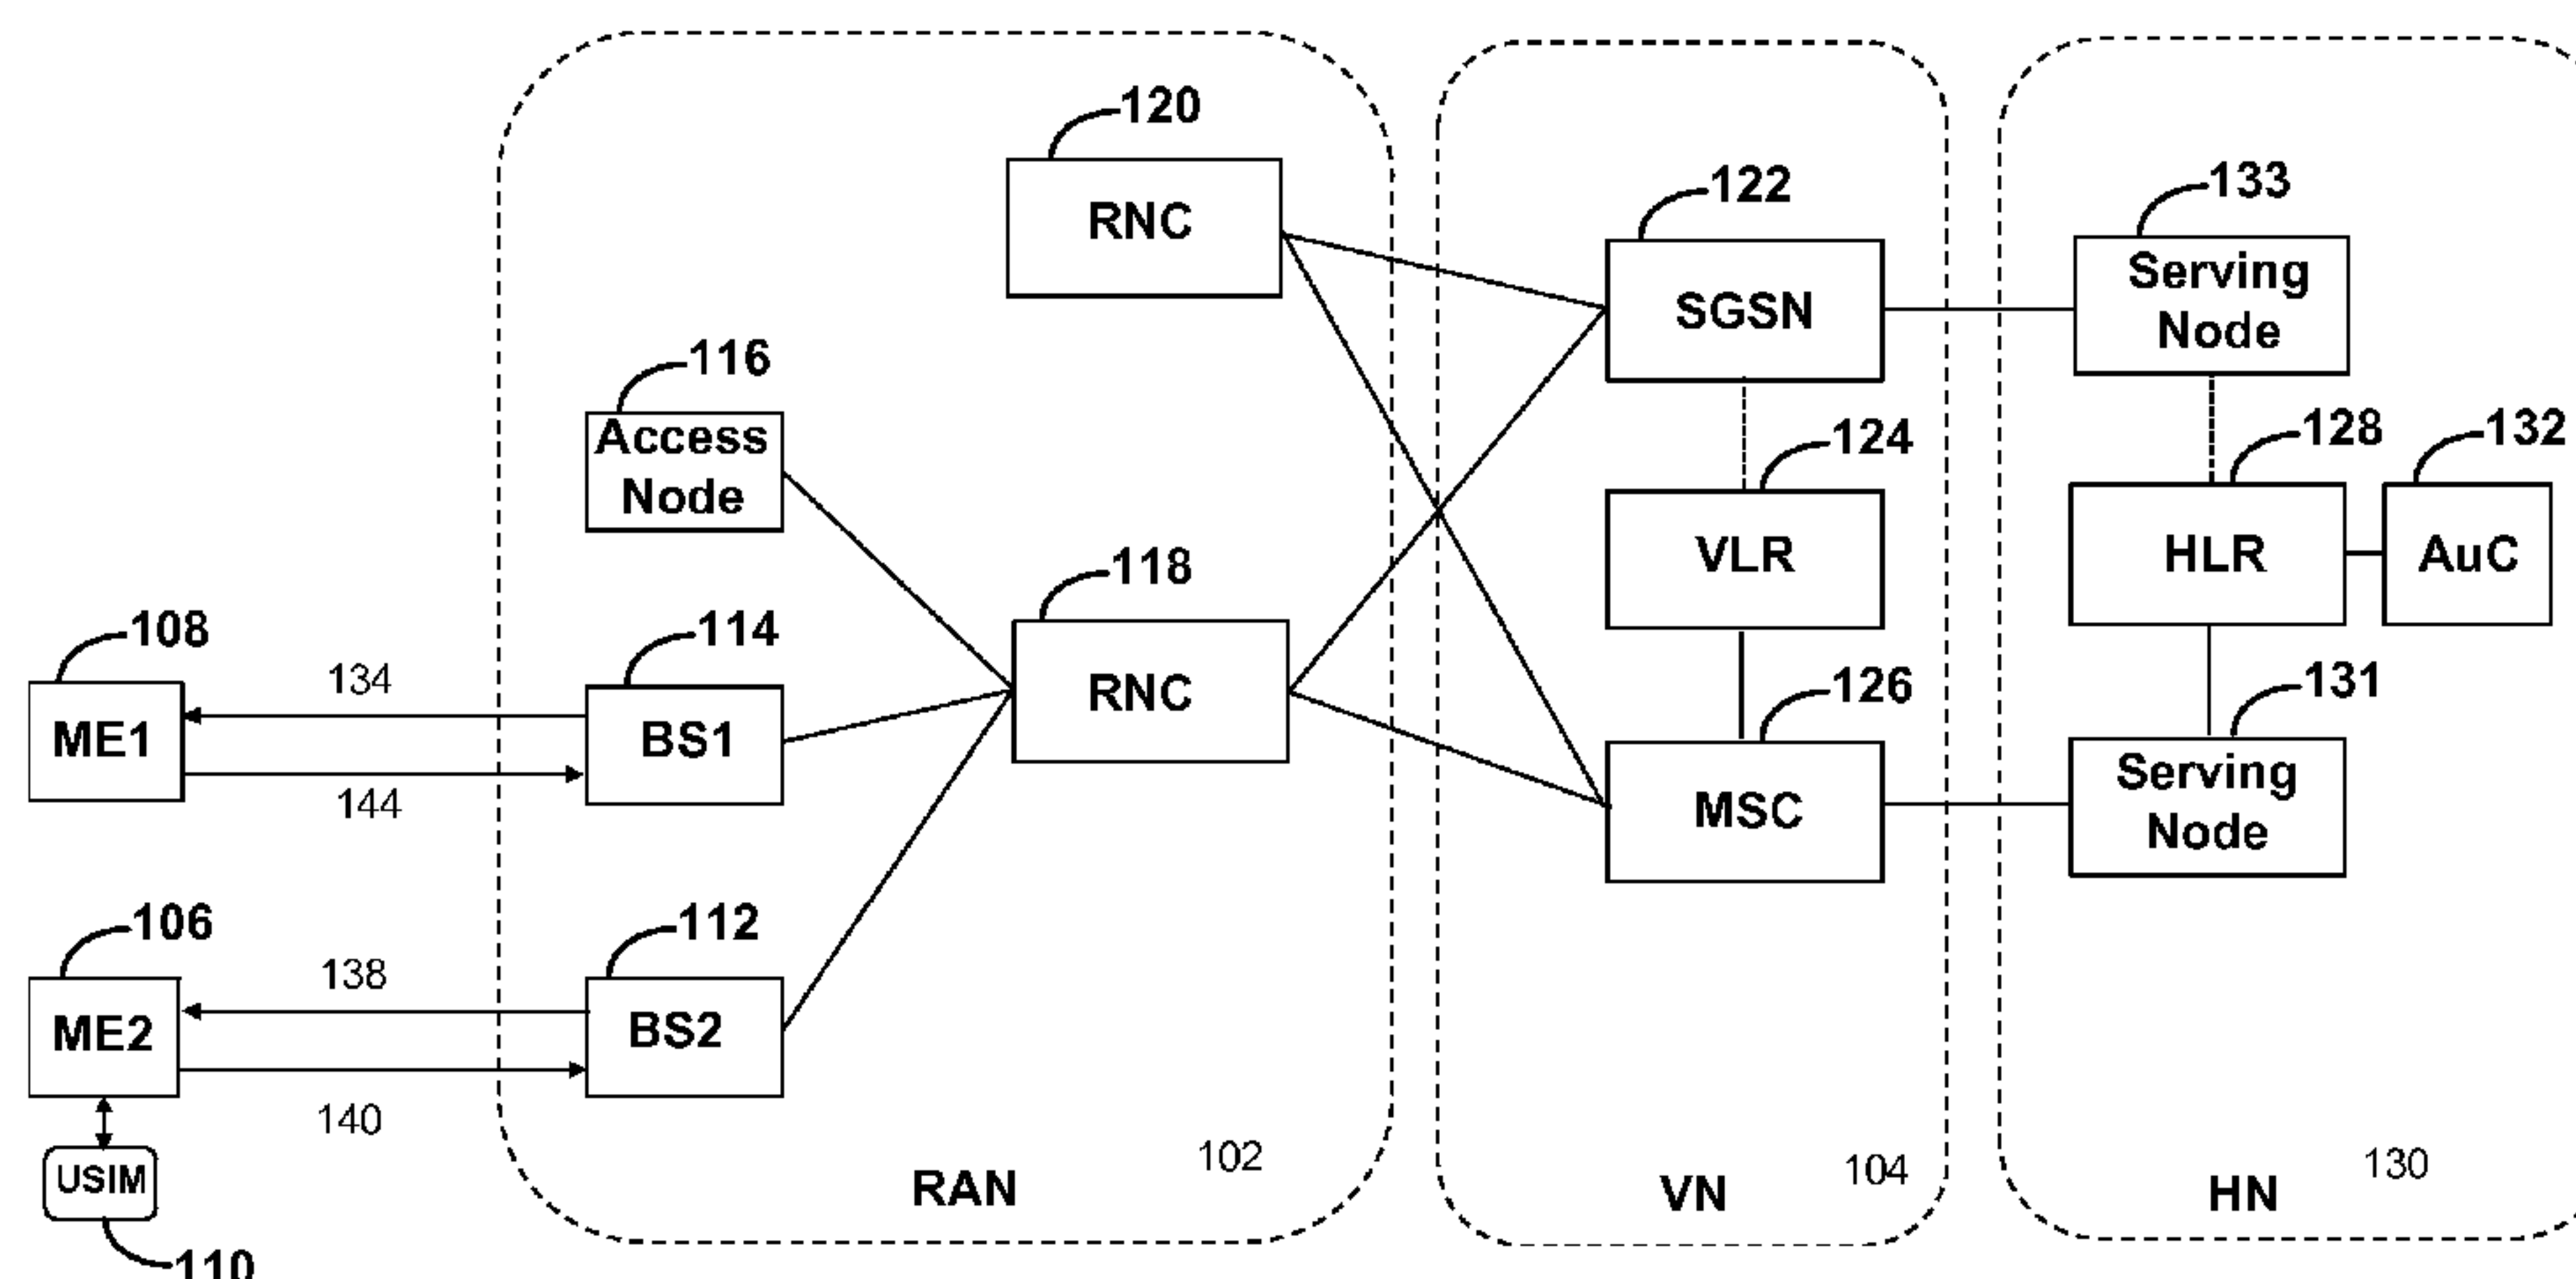 120
RNC
122
SGSN
133
Serving
Node
116
Access
Node
124
VLR
128
HLR
132
AuC
118
RNC
108
ME1
134
144
114
BS1
126
MSC
131
Serving
Node
106
ME2
138
140
112
BS2
USIM
110
RAN
102
VN
104
HN
130